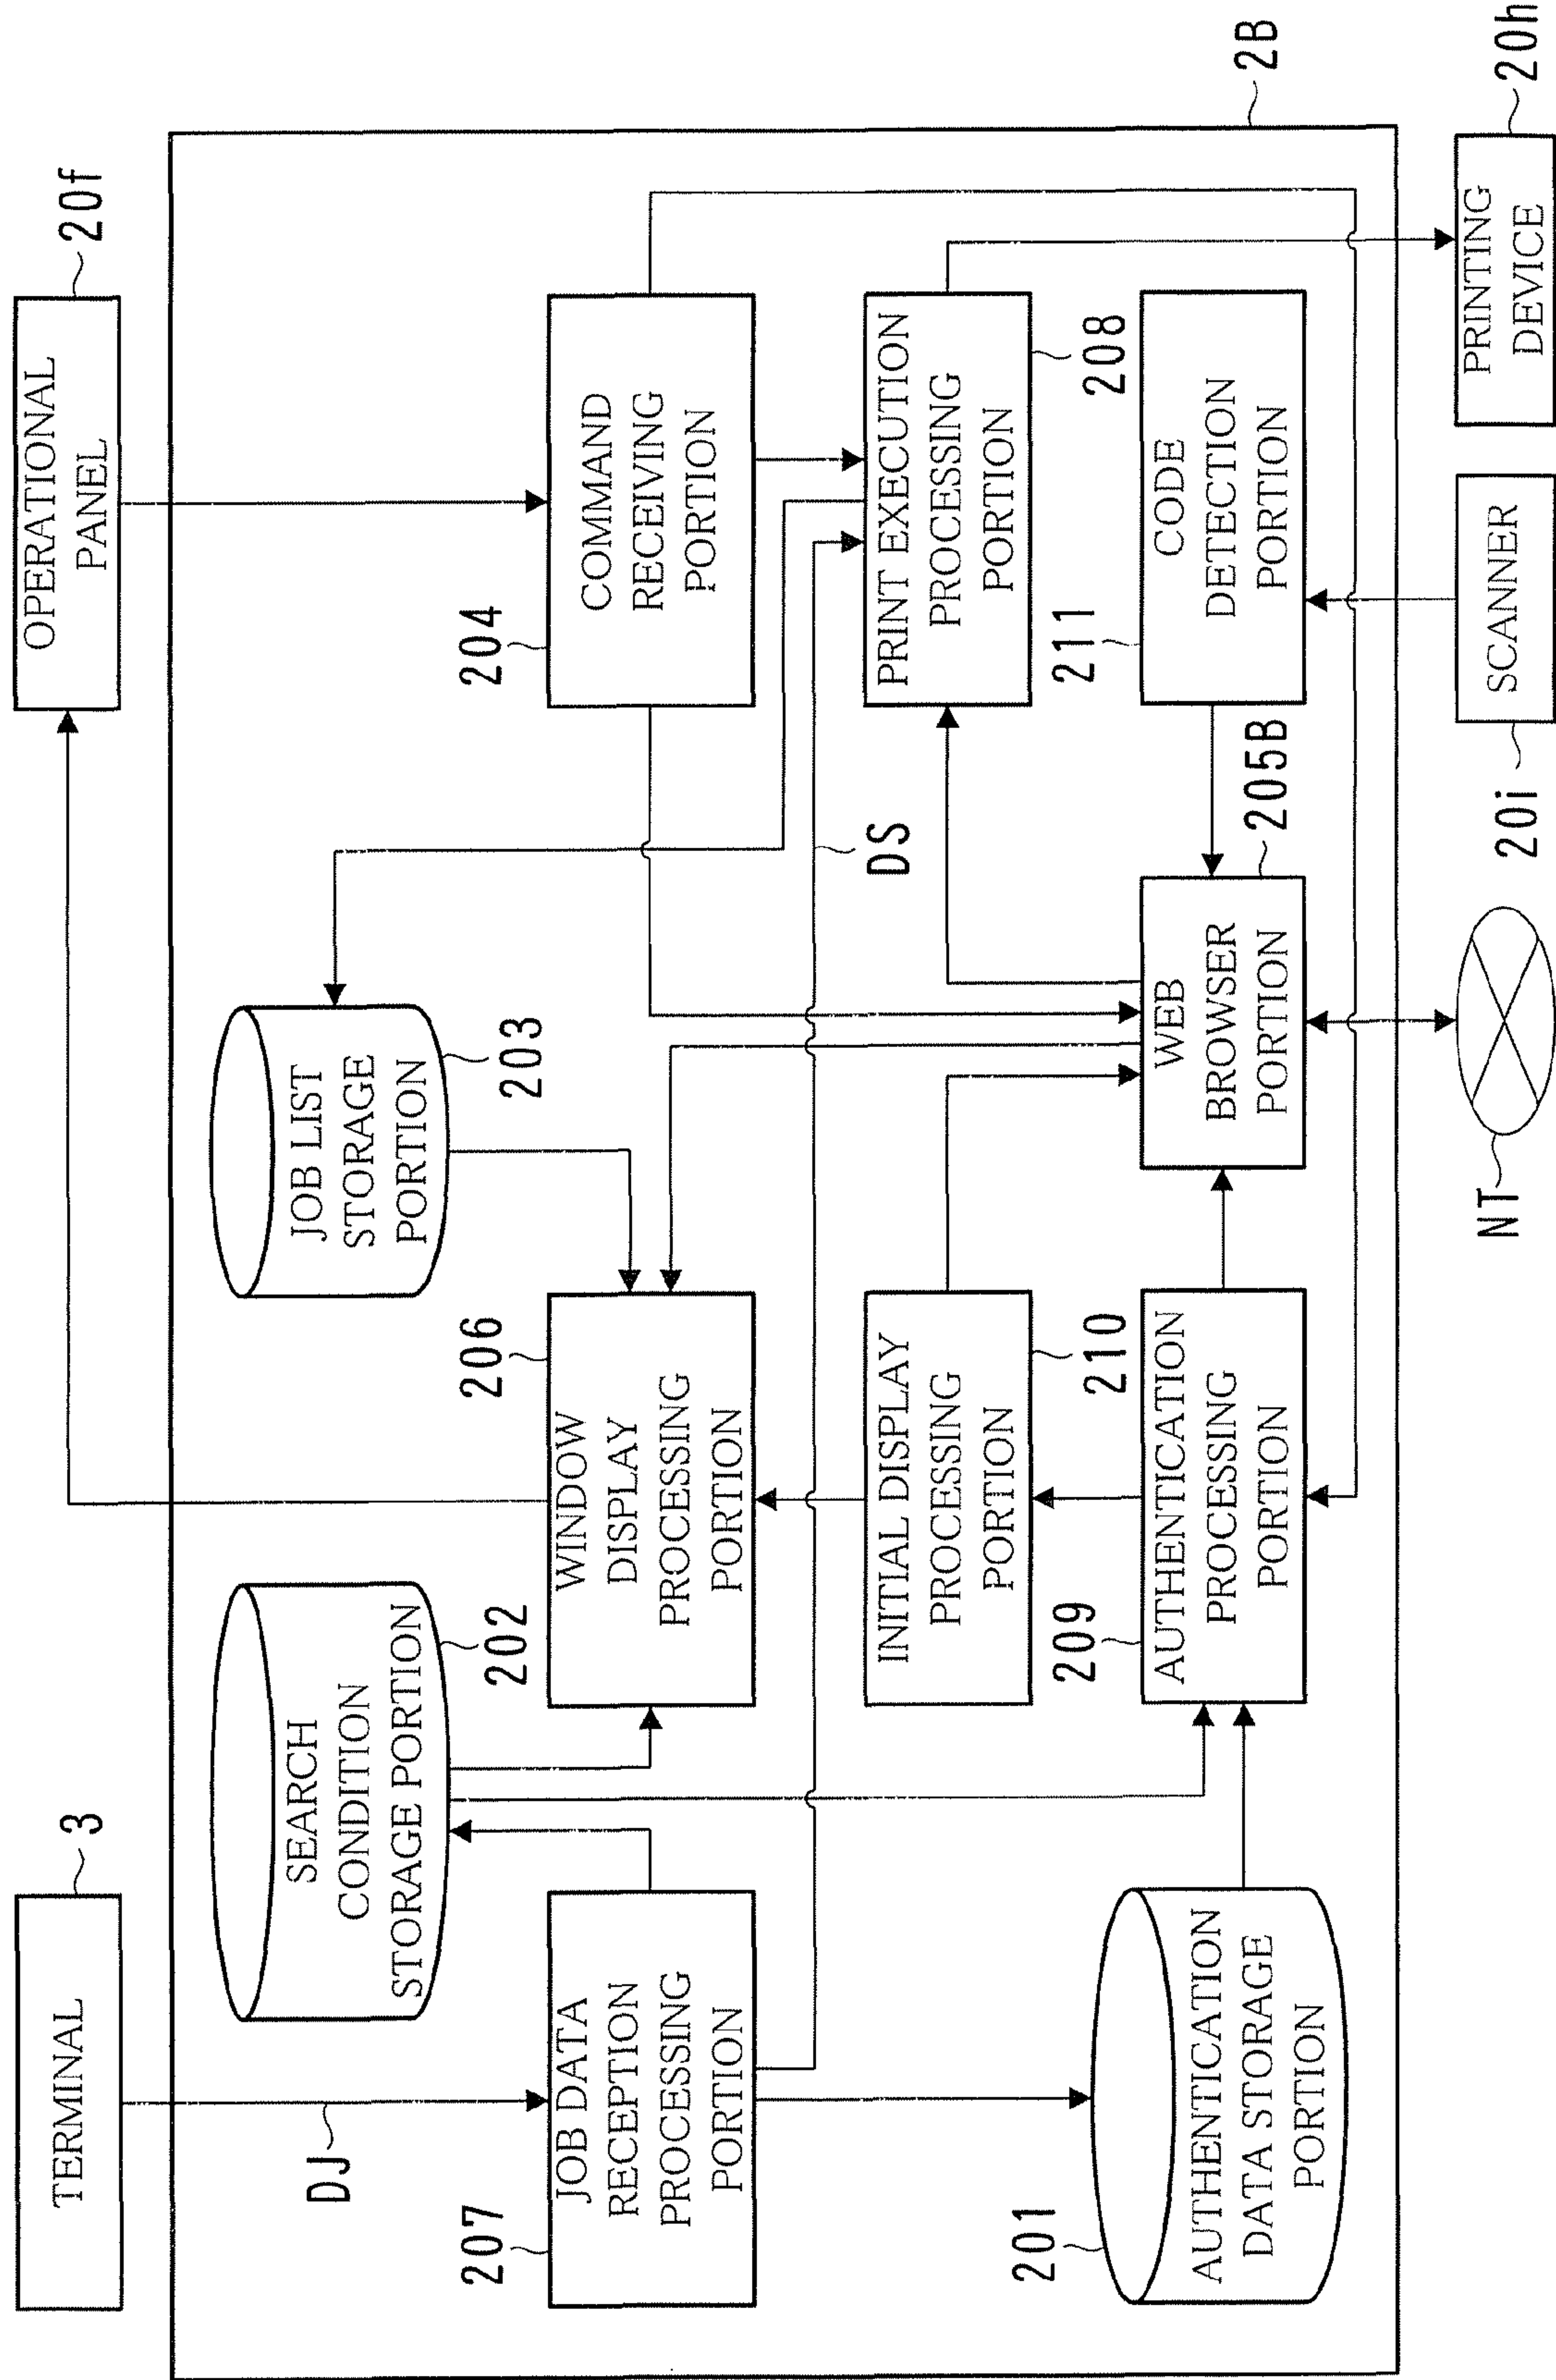 TERMINAL
3
OPERATIONAL
PANEL
20f
DJ
SEARCH
CONDITION
STORAGE PORTION
202
JOB LIST
STORAGE
PORTION
203
2B
207
JOB DATA
RECEPTION
PROCESSING
PORTION
206
WINDOW
DISPLAY
PROCESSING
PORTION
204
COMMAND
RECEIVING
PORTION
DS
INITIAL DISPLAY
PROCESSING
PORTION
210
PRINT EXECUTION
PROCESSING
PORTION
208
201
AUTHENTICATION
DATA STORAGE
PORTION
209
AUTHENTICATION
PROCESSING
PORTION
WEB
BROWSER
PORTION
205B
211
CODE
DETECTION
PORTION
NT
20i
SCANNER
PRINTING
DEVICE
20h